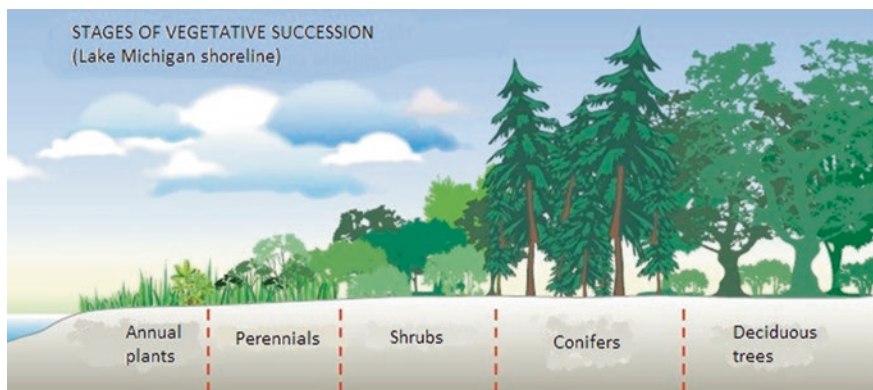 STAGES OF VEGETATIVE SUCCESSION
(Lake Michigan shoreline)
Annual
plants
Perennials
Shrubs
Conifers
Deciduous
trees